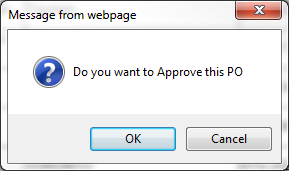 Message from webpage
Do you want to Approve this PO
OK Cancel